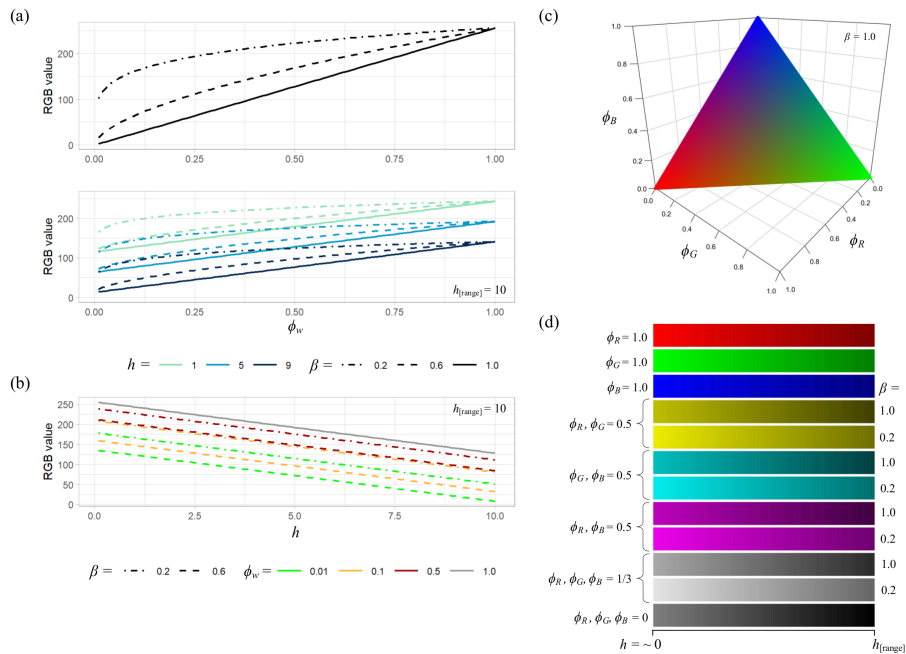 (a)
RGB value
200
100
0
0.00 0.25 0.50 0.75 1.00
RGB value
200
100
0
h[range] = 10
0.00 0.25 0.50 0.75 1.00
ϕw
h = 1 5 9 β = 0.2 0.6 1.0
(b)
RGB value
250
200
150
100
50
0
h[range] = 10
0.0 2.5 5.0 7.5 10.0
h
β = 0.2 0.6 ϕw = 0.01 0.1 0.5 1.0
(c)
β = 1.0
ϕB
1.0
0.8
0.6
0.4
0.2
0.0
0.0
0.2
0.4
0.6
0.8
1.0
ϕG
0.0
0.2
0.4
0.6
0.8
1.0
ϕR
(d)
ϕR = 1.0
ϕG = 1.0
ϕB = 1.0
β =
ϕR, ϕG = 0.5
1.0
0.2
ϕG, ϕB = 0.5
1.0
0.2
ϕR, ϕB = 0.5
1.0
0.2
ϕR, ϕG, ϕB = 1/3
1.0
0.2
ϕR, ϕG, ϕB = 0
h = ~ 0
h[range]